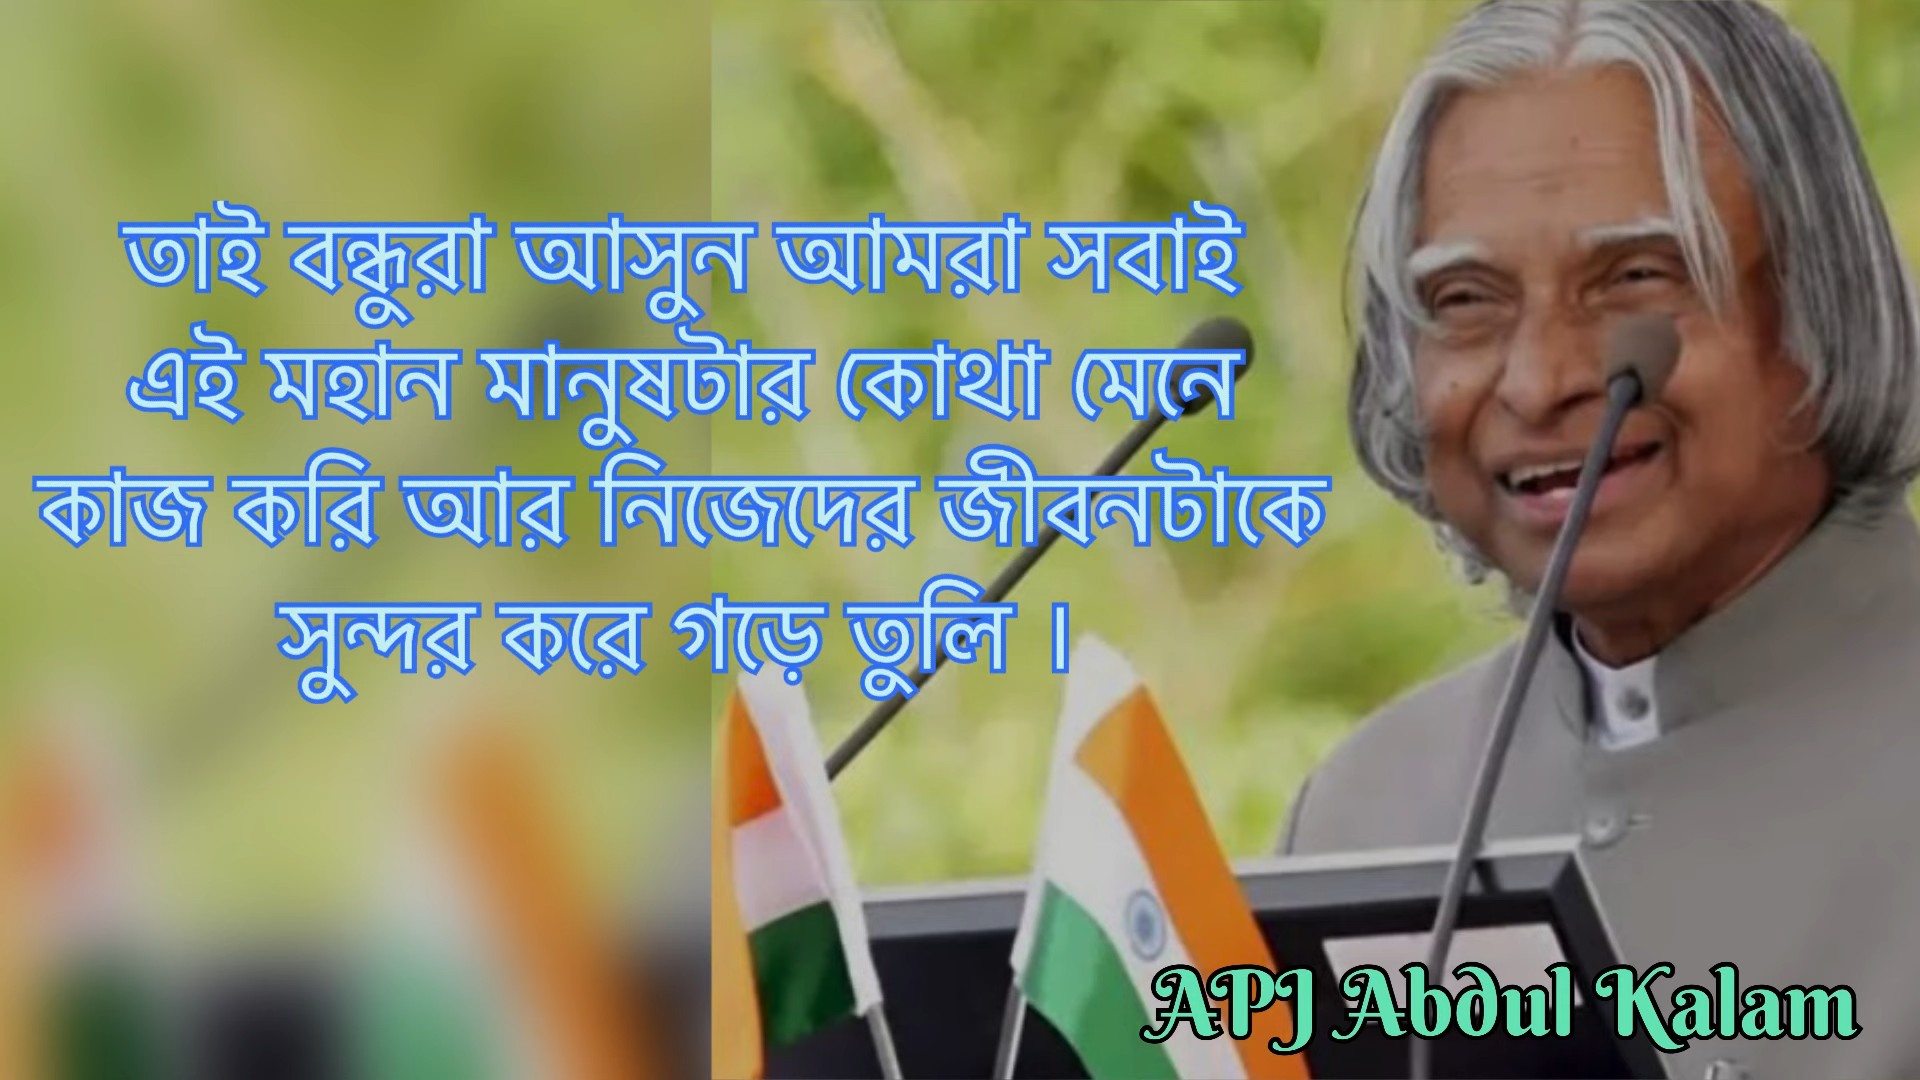 তাই বন্ধুরা আসুন আমরা সবাই
এই মহান মানুষটার কোথা মেনে
কাজ করি আর নিজেদের জীবনটাকে
সুন্দর করে গড়ে তুলি ।
APJ Abdul Kalam